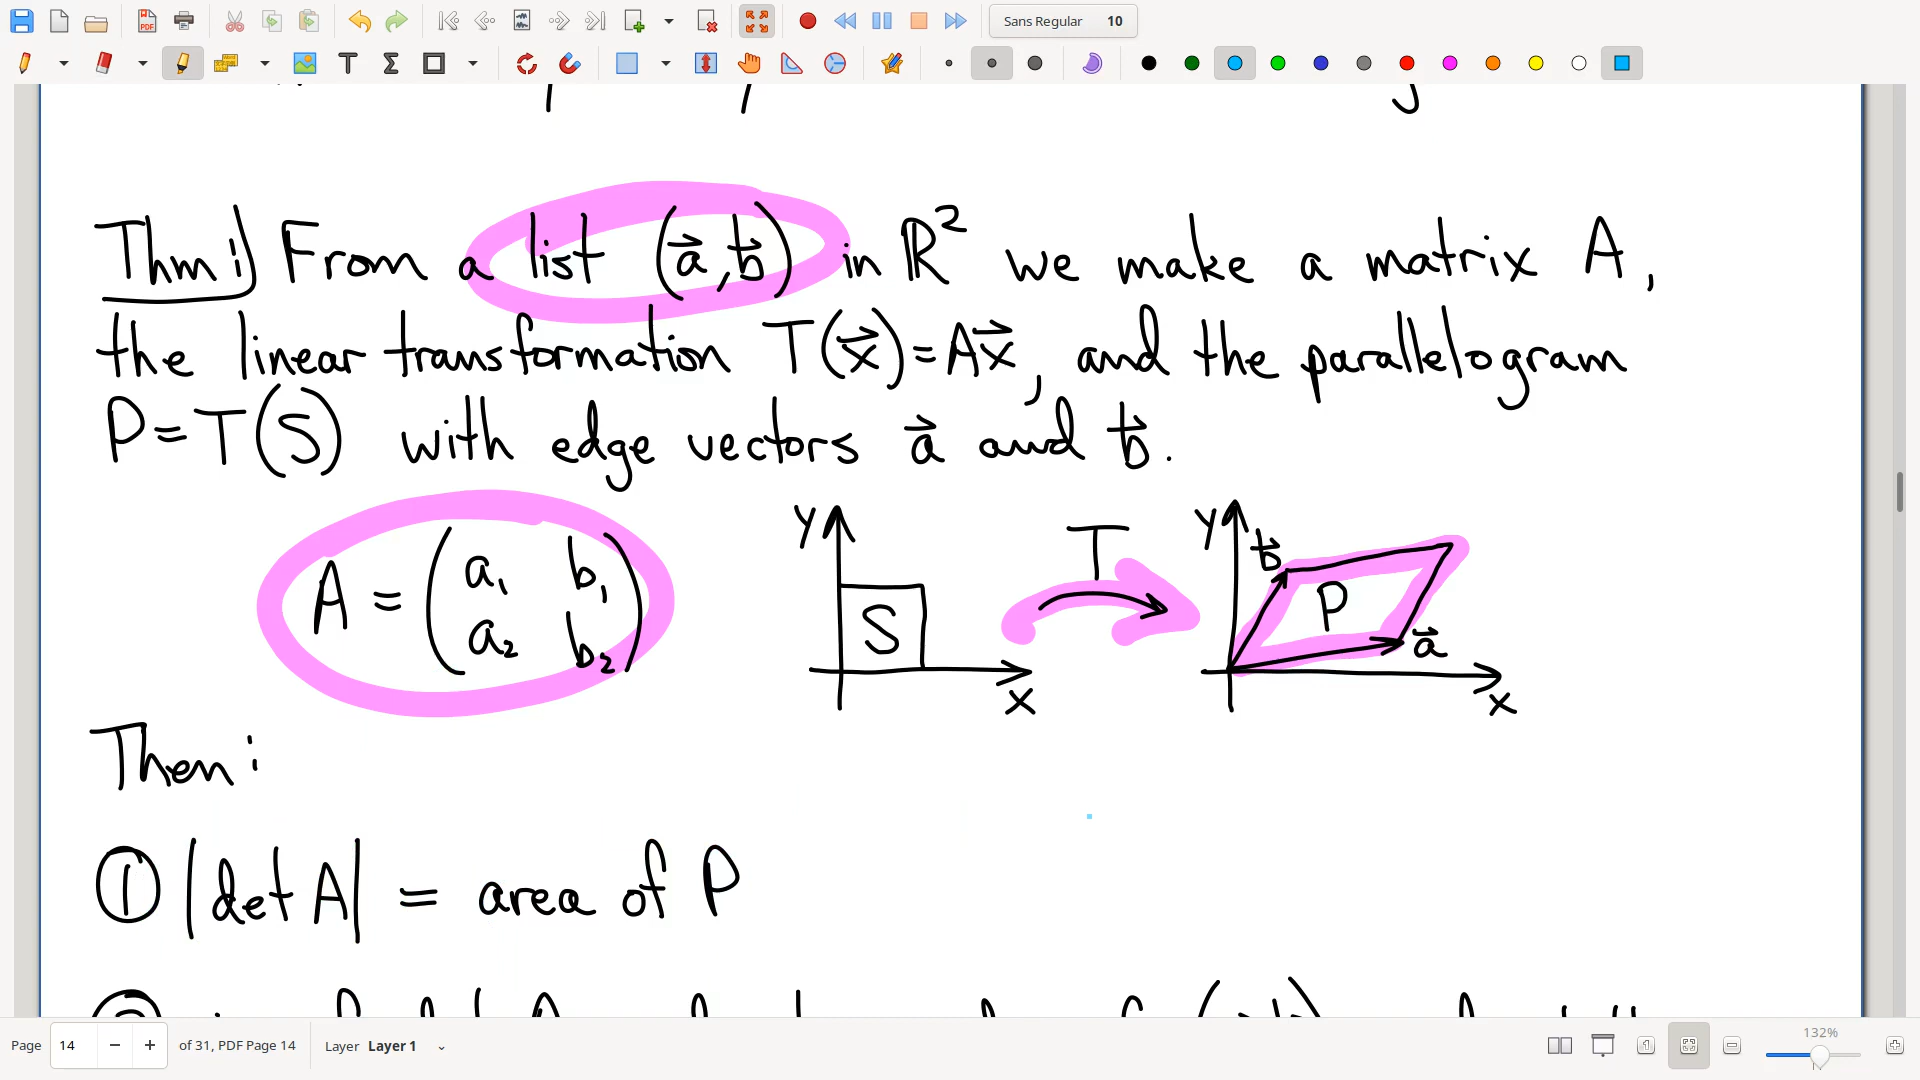 Sans Regular 10
Thm: From a list (a⃗, b⃗) in ℝ² we make a matrix A,
the linear transformation T(x⃗)=Ax⃗, and the parallelogram
P=T(S) with edge vectors a⃗ and b⃗.
A = (a₁ b₁
a₂ b₂)
y S x
T
y b⃗ P a⃗ x
Then:
① |det A| = area of P
Page 14 of 31, PDF Page 14 Layer Layer 1 132%